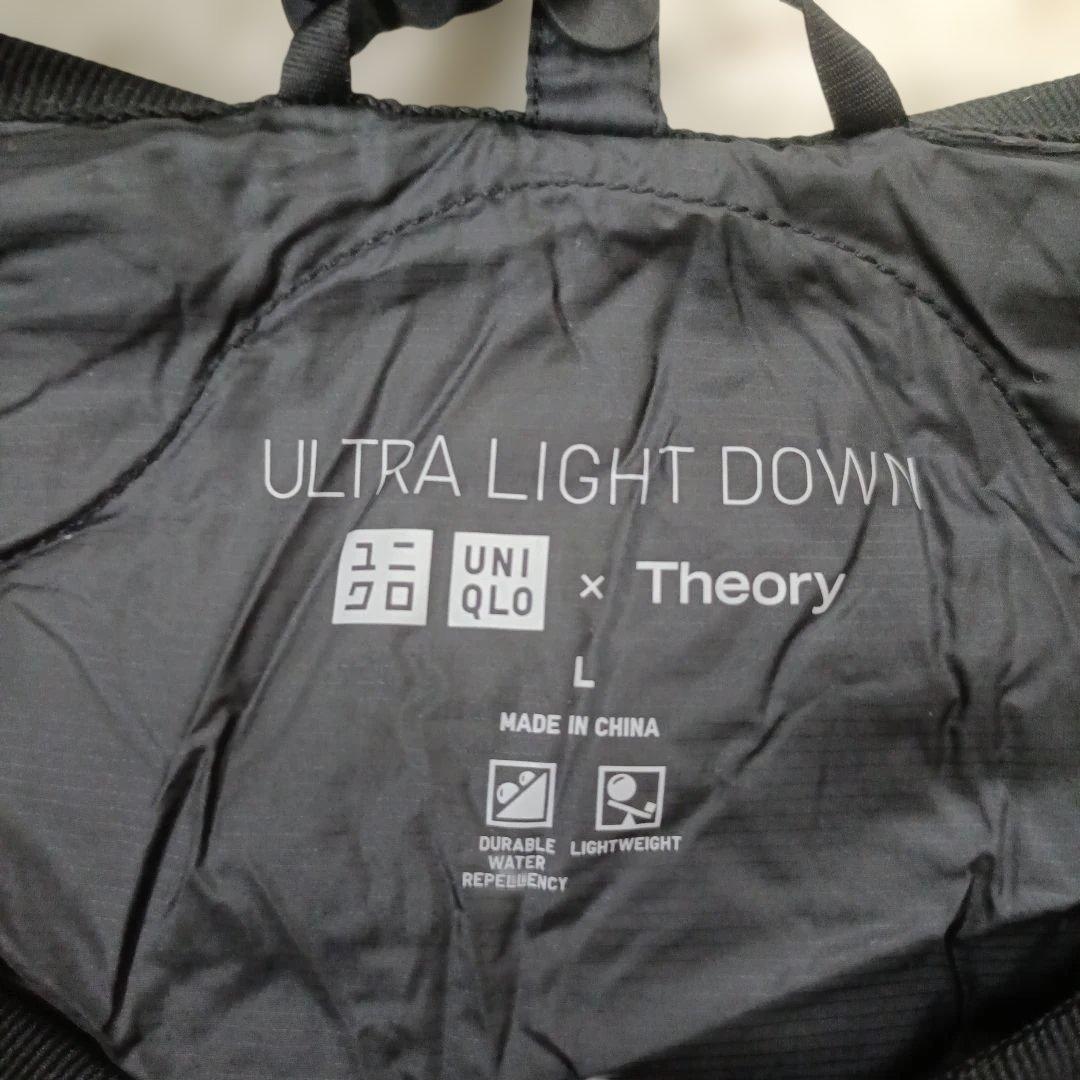 ULTRA LIGHT DOWN
ユニクロ UNIQLO × Theory
L
MADE IN CHINA
DURABLE WATER REPELLENCY
LIGHTWEIGHT